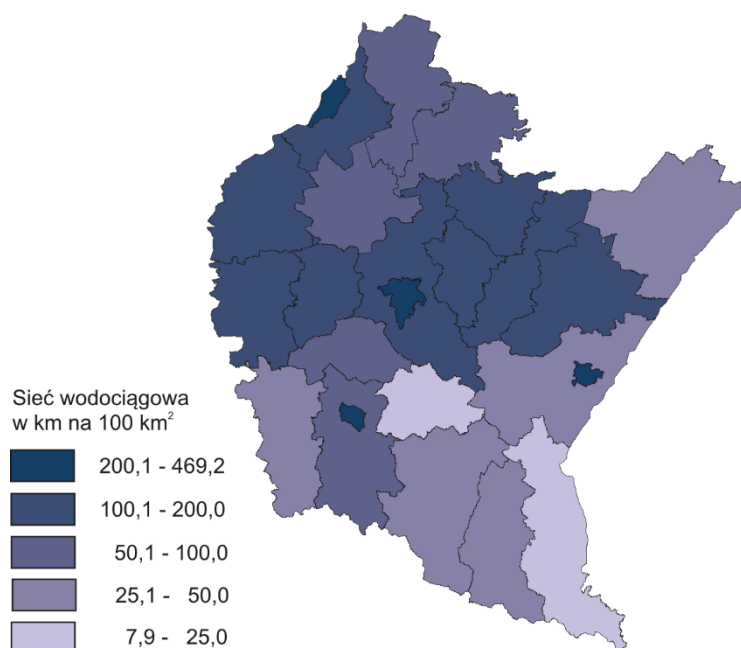 Sieć wodociągowa
w km na 100 km²
200,1 - 469,2
100,1 - 200,0
50,1 - 100,0
25,1 - 50,0
7,9 - 25,0